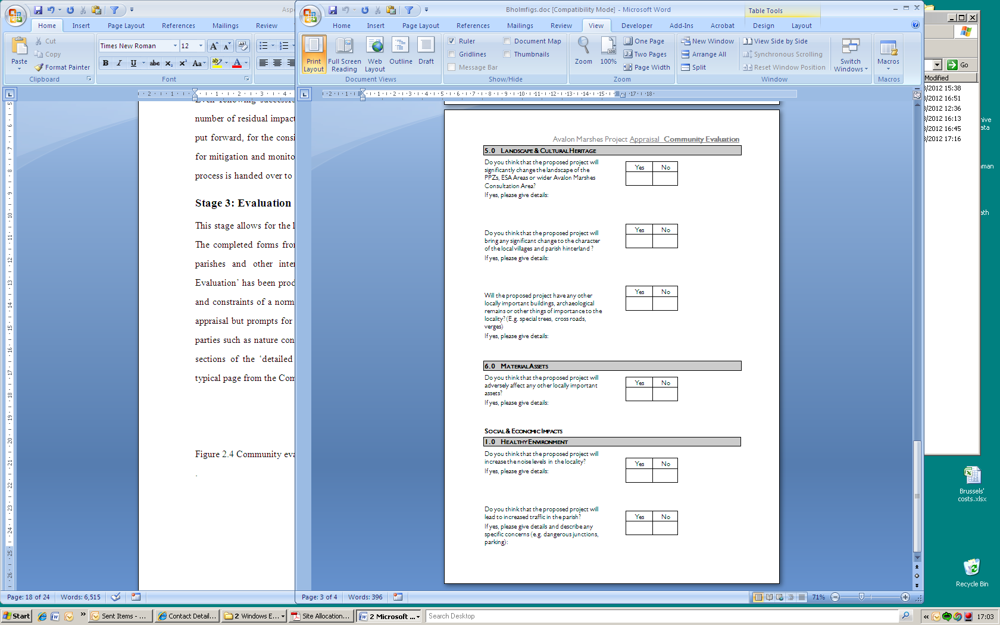 Aspe
Home Insert Page Layout References Mailings Review
Paste
Cut
Copy
Format Painter
Clipboard
Times New Roman 12
Font
Even following successf
number of residual impact
put forward, for the consi
for mitigation and monito
process is handed over to
Stage 3: Evaluation
This stage allows for the l
The completed forms fror
parishes and other inter
Evaluation’ has been prod
and constraints of a norm
appraisal but prompts for
parties such as nature con
sections of the ‘detailed
typical page from the Com
Figure 2.4 Community eva
.
Page: 18 of 24 Words: 6,515
Bholmfigs.doc [Compatibility Mode] - Microsoft Word
Table Tools
Home Insert Page Layout References Mailings Review View Developer Add-Ins Acrobat Design Layout
Print Layout
Full Screen Reading
Web Layout
Outline
Draft
Document Views
Ruler
Gridlines
Message Bar
Document Map
Thumbnails
Show/Hide
Zoom
100%
One Page
Two Pages
Page Width
Zoom
New Window
Arrange All
Split
View Side by Side
Synchronous Scrolling
Reset Window Position
Switch Windows
Window
Macros
Macros
Avalon Marshes Project Appraisal Community Evaluation
5.0 LANDSCAPE & CULTURAL HERITAGE
Do you think that the proposed project will
significantly change the landscape of the
PPZs, ESA Areas or wider Avalon Marshes
Consultation Area?
If yes, please give details:
Yes No
Do you think that the proposed project will
bring any significant change to the character
of the local villages and parish hinterland ?
If yes, please give details:
Yes No
Will the proposed project have any other
locally important buildings, archaeological
remains or other things of importance to the
locality? (E.g. special trees, cross roads,
verges)
If yes, please give details:
Yes No
6.0 MATERIAL ASSETS
Do you think that the proposed project will
adversely affect any other locally important
assets?
If yes, please give details:
Yes No
SOCIAL & ECONOMIC IMPACTS
1.0 HEALTHY ENVIRONMENT
Do you think that the proposed project will
increase the noise levels in the locality?
If yes, please give details:
Yes No
Do you think that the proposed project will
lead to increased traffic in the parish?
If yes, please give details and describe any
specific concerns (e.g. dangerous junctions,
parking):
Yes No
Page: 3 of 4 Words: 396
71%
Go
Modified
/2012 15:38
/2012 16:51
/2012 12:36
/2012 16:13
/2012 16:45
/2012 17:16
Brussels'
costs.xlsx
Recycle Bin
Start
Sent Items - ...
Contact Detail...
2 Windows E...
Site Allocation...
2 Microsoft ...
Search Desktop
17:03